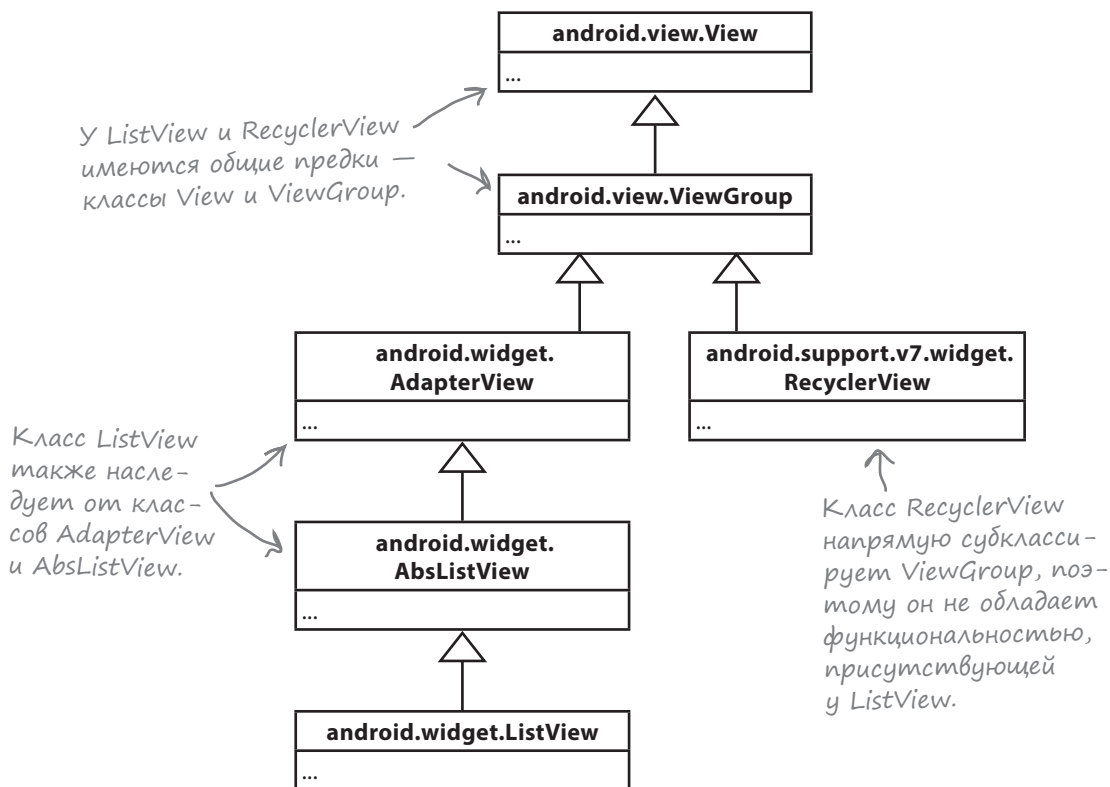 android.view.View
...
У ListView и RecyclerView
имеются общие предки —
классы View и ViewGroup.
android.view.ViewGroup
...
android.widget.
AdapterView
...
android.support.v7.widget.
RecyclerView
...
Класс ListView
также насле-
дует от клас-
сов AdapterView
и AbsListView.
android.widget.
AbsListView
...
Класс RecyclerView
напрямую субкласси-
рует ViewGroup, поэ-
тому он не обладает
функциональностью,
присутствующей
у ListView.
android.widget.ListView
...